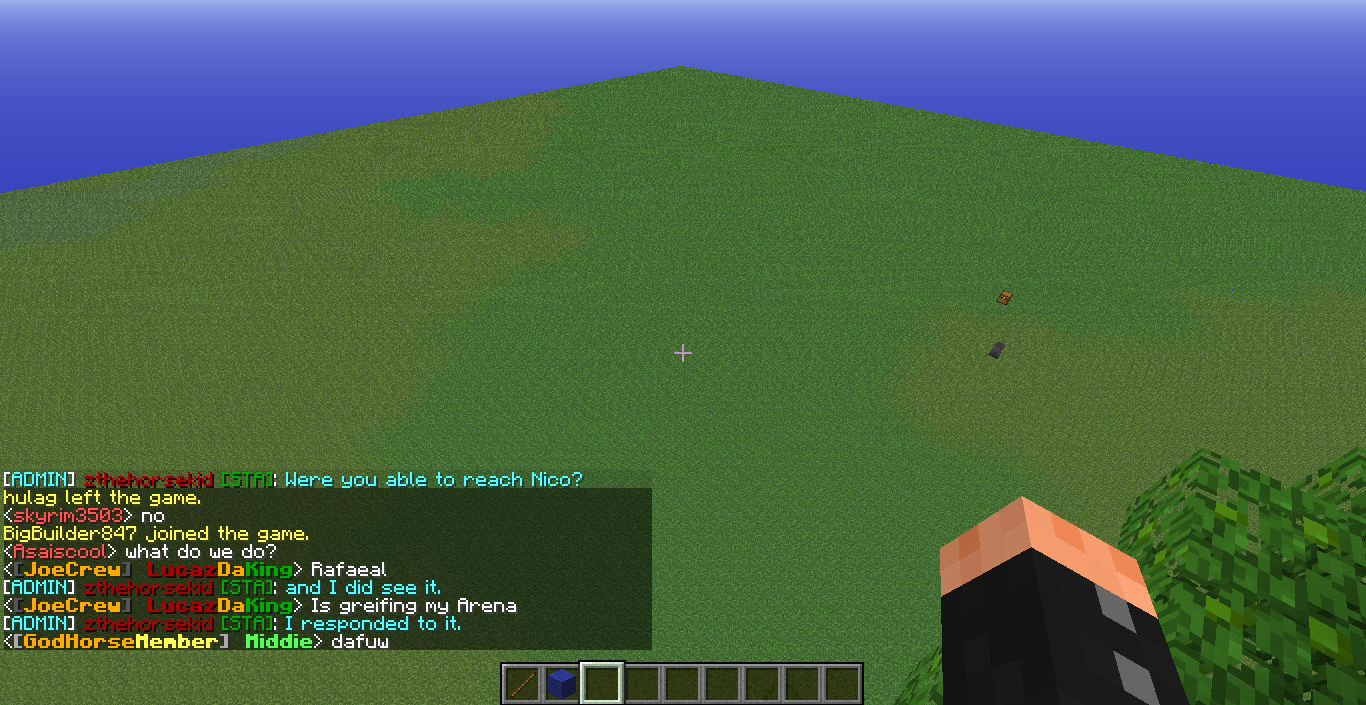 [ADMIN] zthehorsekid [STA]: Were you able to reach Nico?
hulag left the game.
<skyrim3503> no
BigBuilder847 joined the game.
<Asaiscool> what do we do?
<[JoeCrew] LucazDaKing> Rafaeal
[ADMIN] zthehorsekid [STA]: and I did see it.
<[JoeCrew] LucazDaKing> Is greifing my Arena
[ADMIN] zthehorsekid [STA]: I responded to it.
<[GodHorseMember] Middie> dafuw